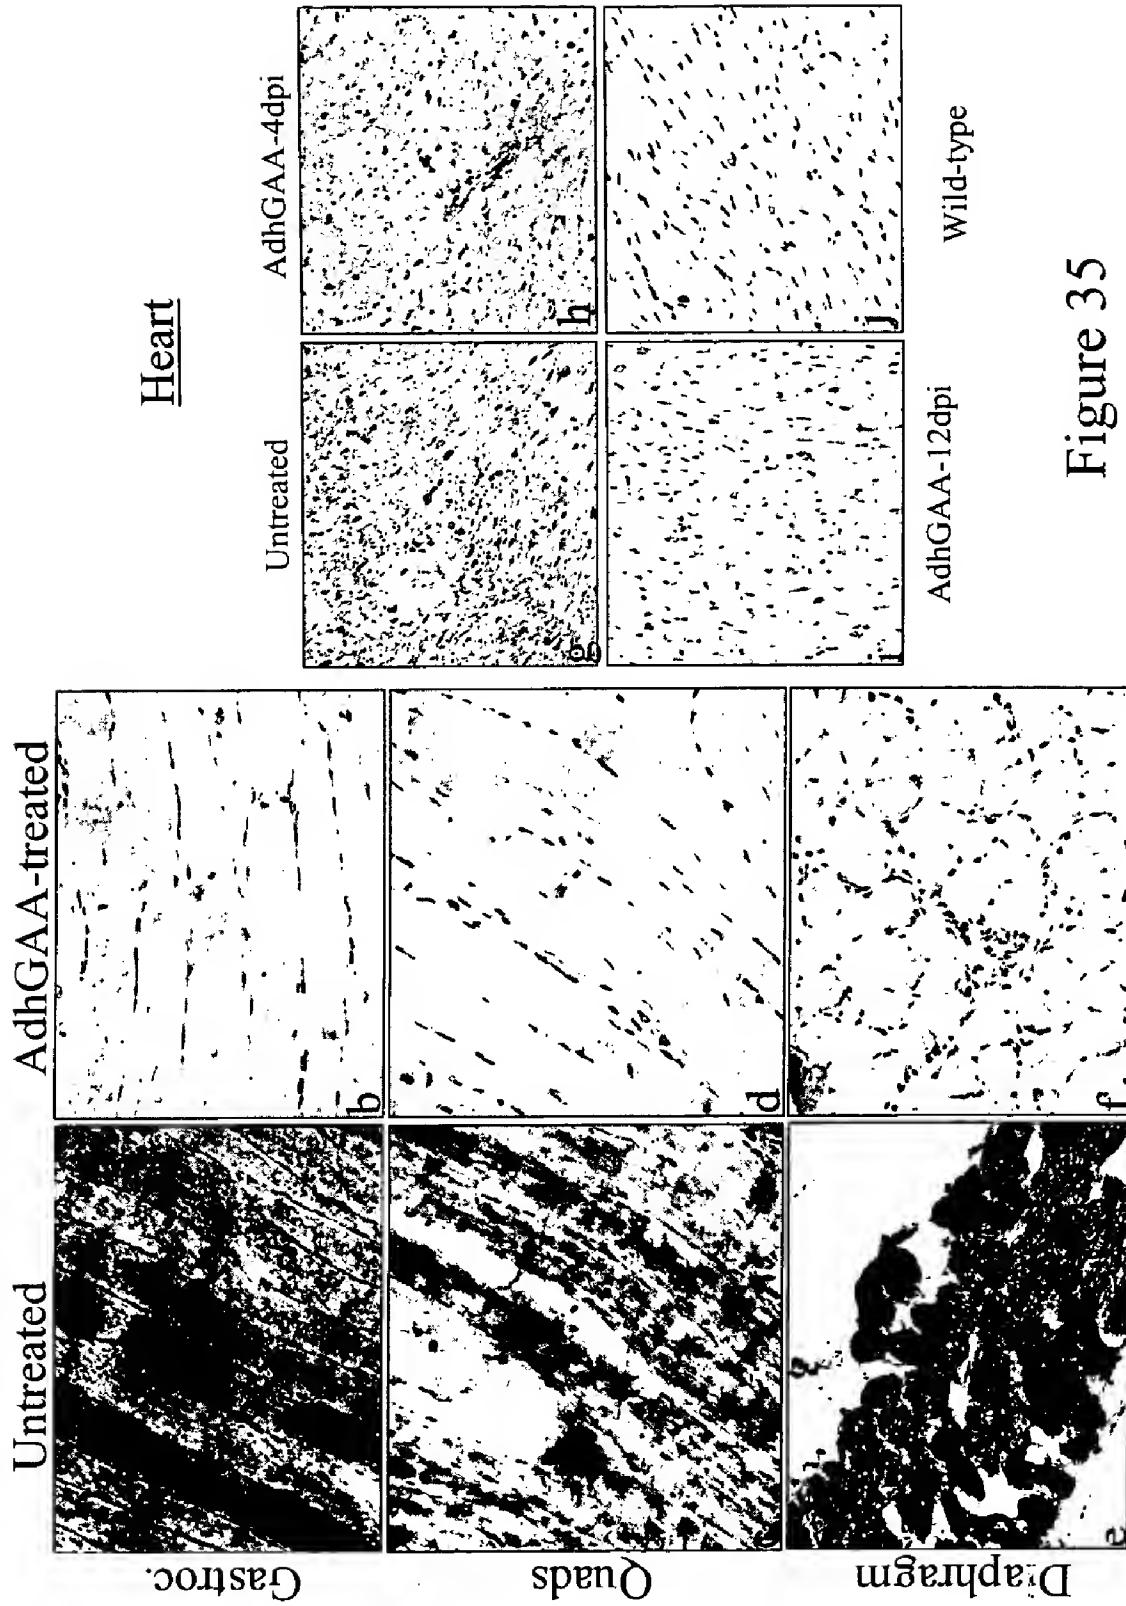 Untreated
AdhGAA-treated
Gastroc.
b
Quads
d
Diaphragm
e
f
Heart
Untreated
AdhGAA-4dpi
g
h
i
j
AdhGAA-12dpi
Wild-type
Figure 35